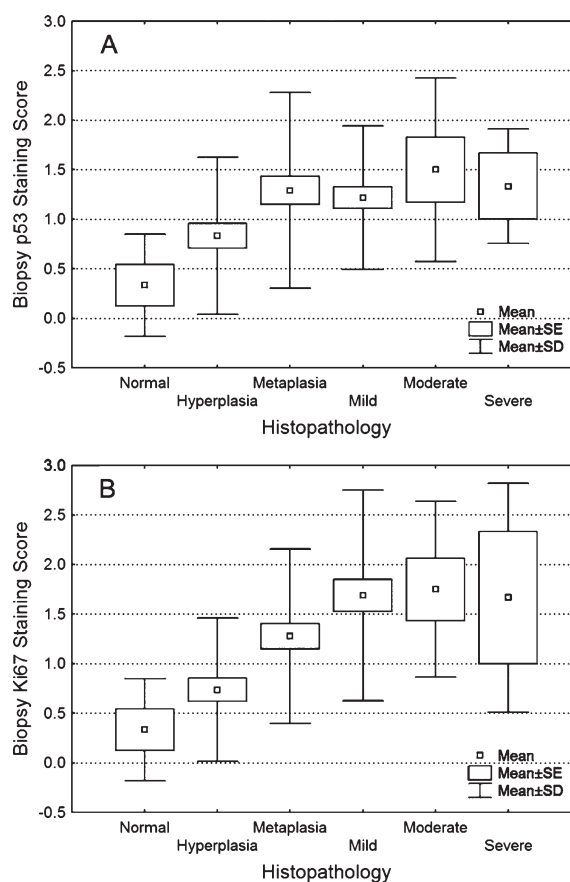 A
Biopsy p53 Staining Score
3.0
2.5
2.0
1.5
1.0
0.5
0.0
-0.5
Mean
Mean±SE
Mean±SD
Normal Metaplasia Moderate
Hyperplasia Mild Severe
Histopathology
B
Biopsy Ki67 Staining Score
3.0
2.5
2.0
1.5
1.0
0.5
0.0
-0.5
Mean
Mean±SE
Mean±SD
Normal Metaplasia Moderate
Hyperplasia Mild Severe
Histopathology